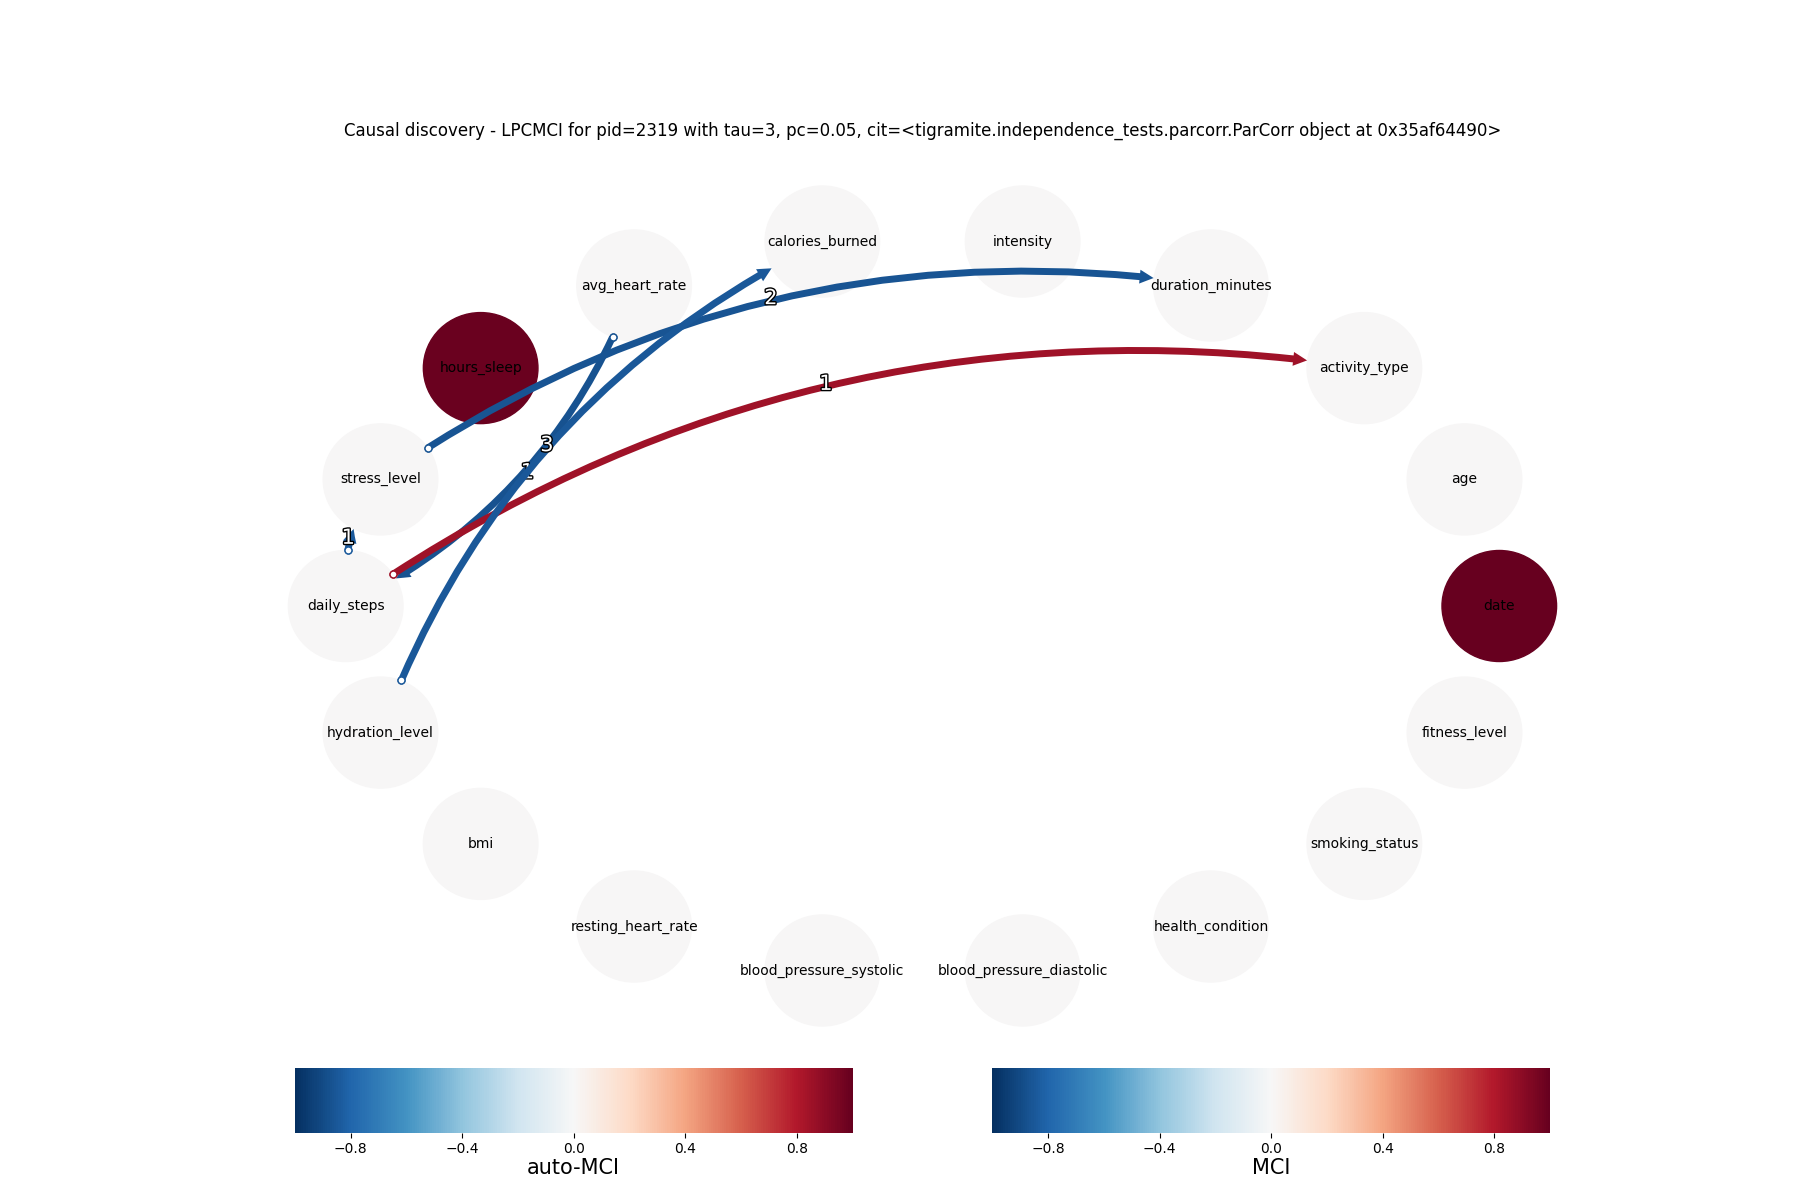 Causal discovery - LPCMCI for pid=2319 with tau=3, pc=0.05, cit=<tigramite.independence_tests.parcorr.ParCorr object at 0x35af64490>
calories_burned
intensity
avg_heart_rate
duration_minutes
2
hours_sleep
activity_type
1
3
stress_level
age
1
daily_steps
date
hydration_level
fitness_level
bmi
smoking_status
resting_heart_rate
health_condition
blood_pressure_systolic
blood_pressure_diastolic
−0.8 −0.4 0.0 0.4 0.8
auto-MCI
−0.8 −0.4 0.0 0.4 0.8
MCI